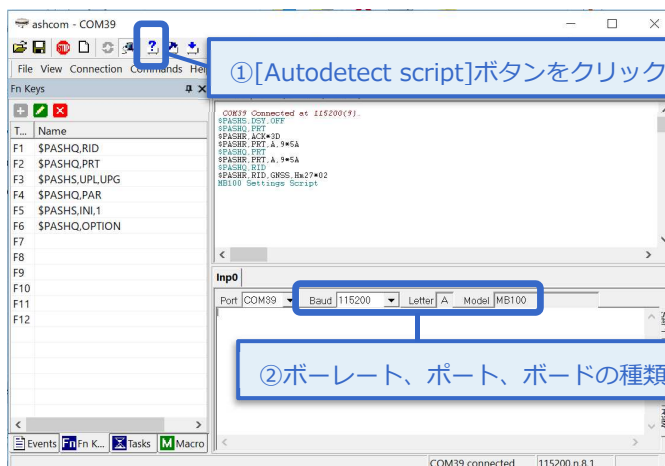 ashcom - COM39
File View Connection Commands Hel
①[Autodetect script]ボタンをクリック
Fn Keys
T... Name
F1 $PASHQ,RID
F2 $PASHQ,PRT
F3 $PASHS,UPL,UPG
F4 $PASHQ,PAR
F5 $PASHS,INI,1
F6 $PASHQ,OPTION
F7
F8
F9
F10
F11
F12
COM39 Connected at 115200(9).
$PASHS,DSY,OFF
$PASHQ,PRT
$PASHR,ACK*3D
$PASHR,PRT,A,9*5A
$PASHQ,PRT
$PASHR,PRT,A,9*5A
$PASHQ,RID
$PASHR,RID,GNSS,Hm27*02
MB100 Settings Script
Inp0
Port COM39 Baud 115200 Letter A Model MB100
②ボーレート、ポート、ボードの種類
Events Fn Fn K... Tasks M Macro
COM39 connected 115200,n,8,1